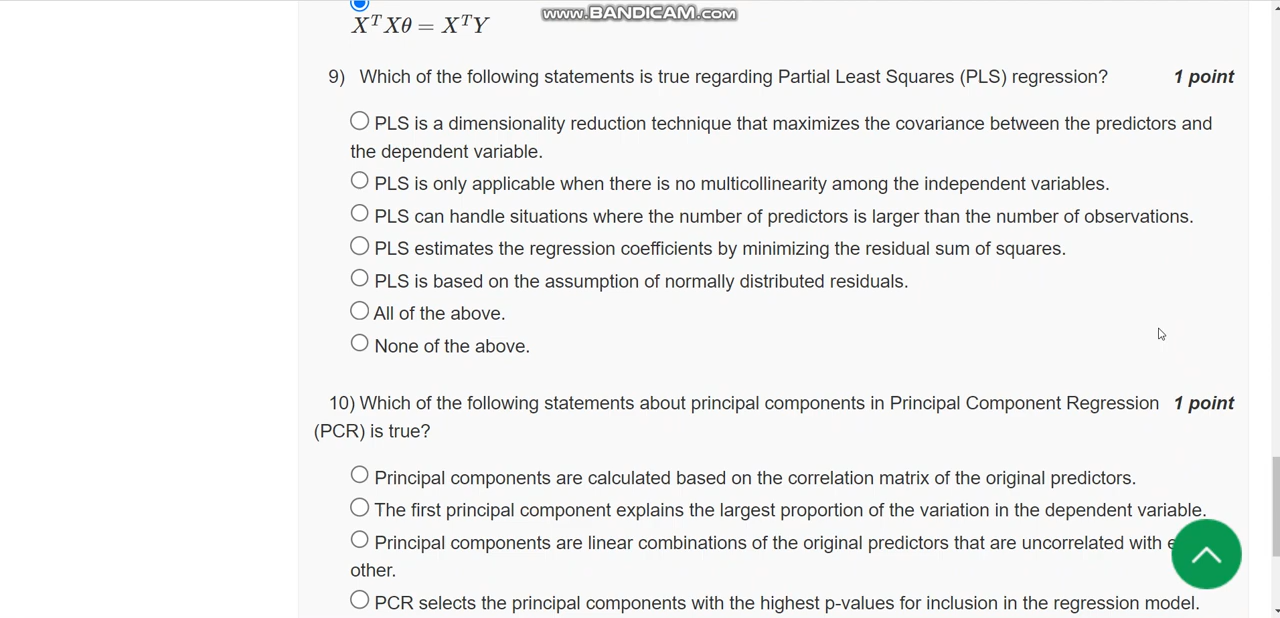 www.BANDICAM.com
XᵀXθ = XᵀY
9) Which of the following statements is true regarding Partial Least Squares (PLS) regression? 1 point
PLS is a dimensionality reduction technique that maximizes the covariance between the predictors and
the dependent variable.
PLS is only applicable when there is no multicollinearity among the independent variables.
PLS can handle situations where the number of predictors is larger than the number of observations.
PLS estimates the regression coefficients by minimizing the residual sum of squares.
PLS is based on the assumption of normally distributed residuals.
All of the above.
None of the above.
10) Which of the following statements about principal components in Principal Component Regression 1 point
(PCR) is true?
Principal components are calculated based on the correlation matrix of the original predictors.
The first principal component explains the largest proportion of the variation in the dependent variable.
Principal components are linear combinations of the original predictors that are uncorrelated with
other.
PCR selects the principal components with the highest p-values for inclusion in the regression model.